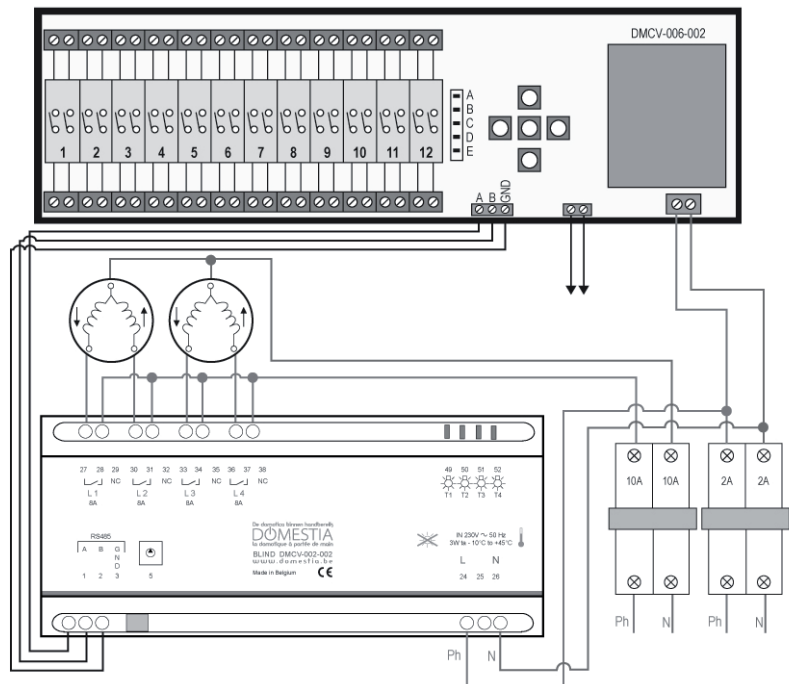 DMCV-006-002
A
B
C
D
E
1 2 3 4 5 6 7 8 9 10 11 12
A B GND
10A 10A 2A 2A
27 28 29 30 31 32 33 34 35 36 37 38
NC NC NC NC
L 1 L 2 L 3 L 4
8A 8A 8A 8A
49 50 51 52
T1 T2 T3 T4
RS485
A B GND
1 2 3 5
De domotica binnen handbereik
DOMESTIA
la domotique à portée de main
BLIND DMCV-002-002
www.domestia.be
Made in Belgium CE
IN 230V ~ 50 Hz
3W ta - 10°C to +45°C
L N
24 25 26
Ph N Ph N
Ph N